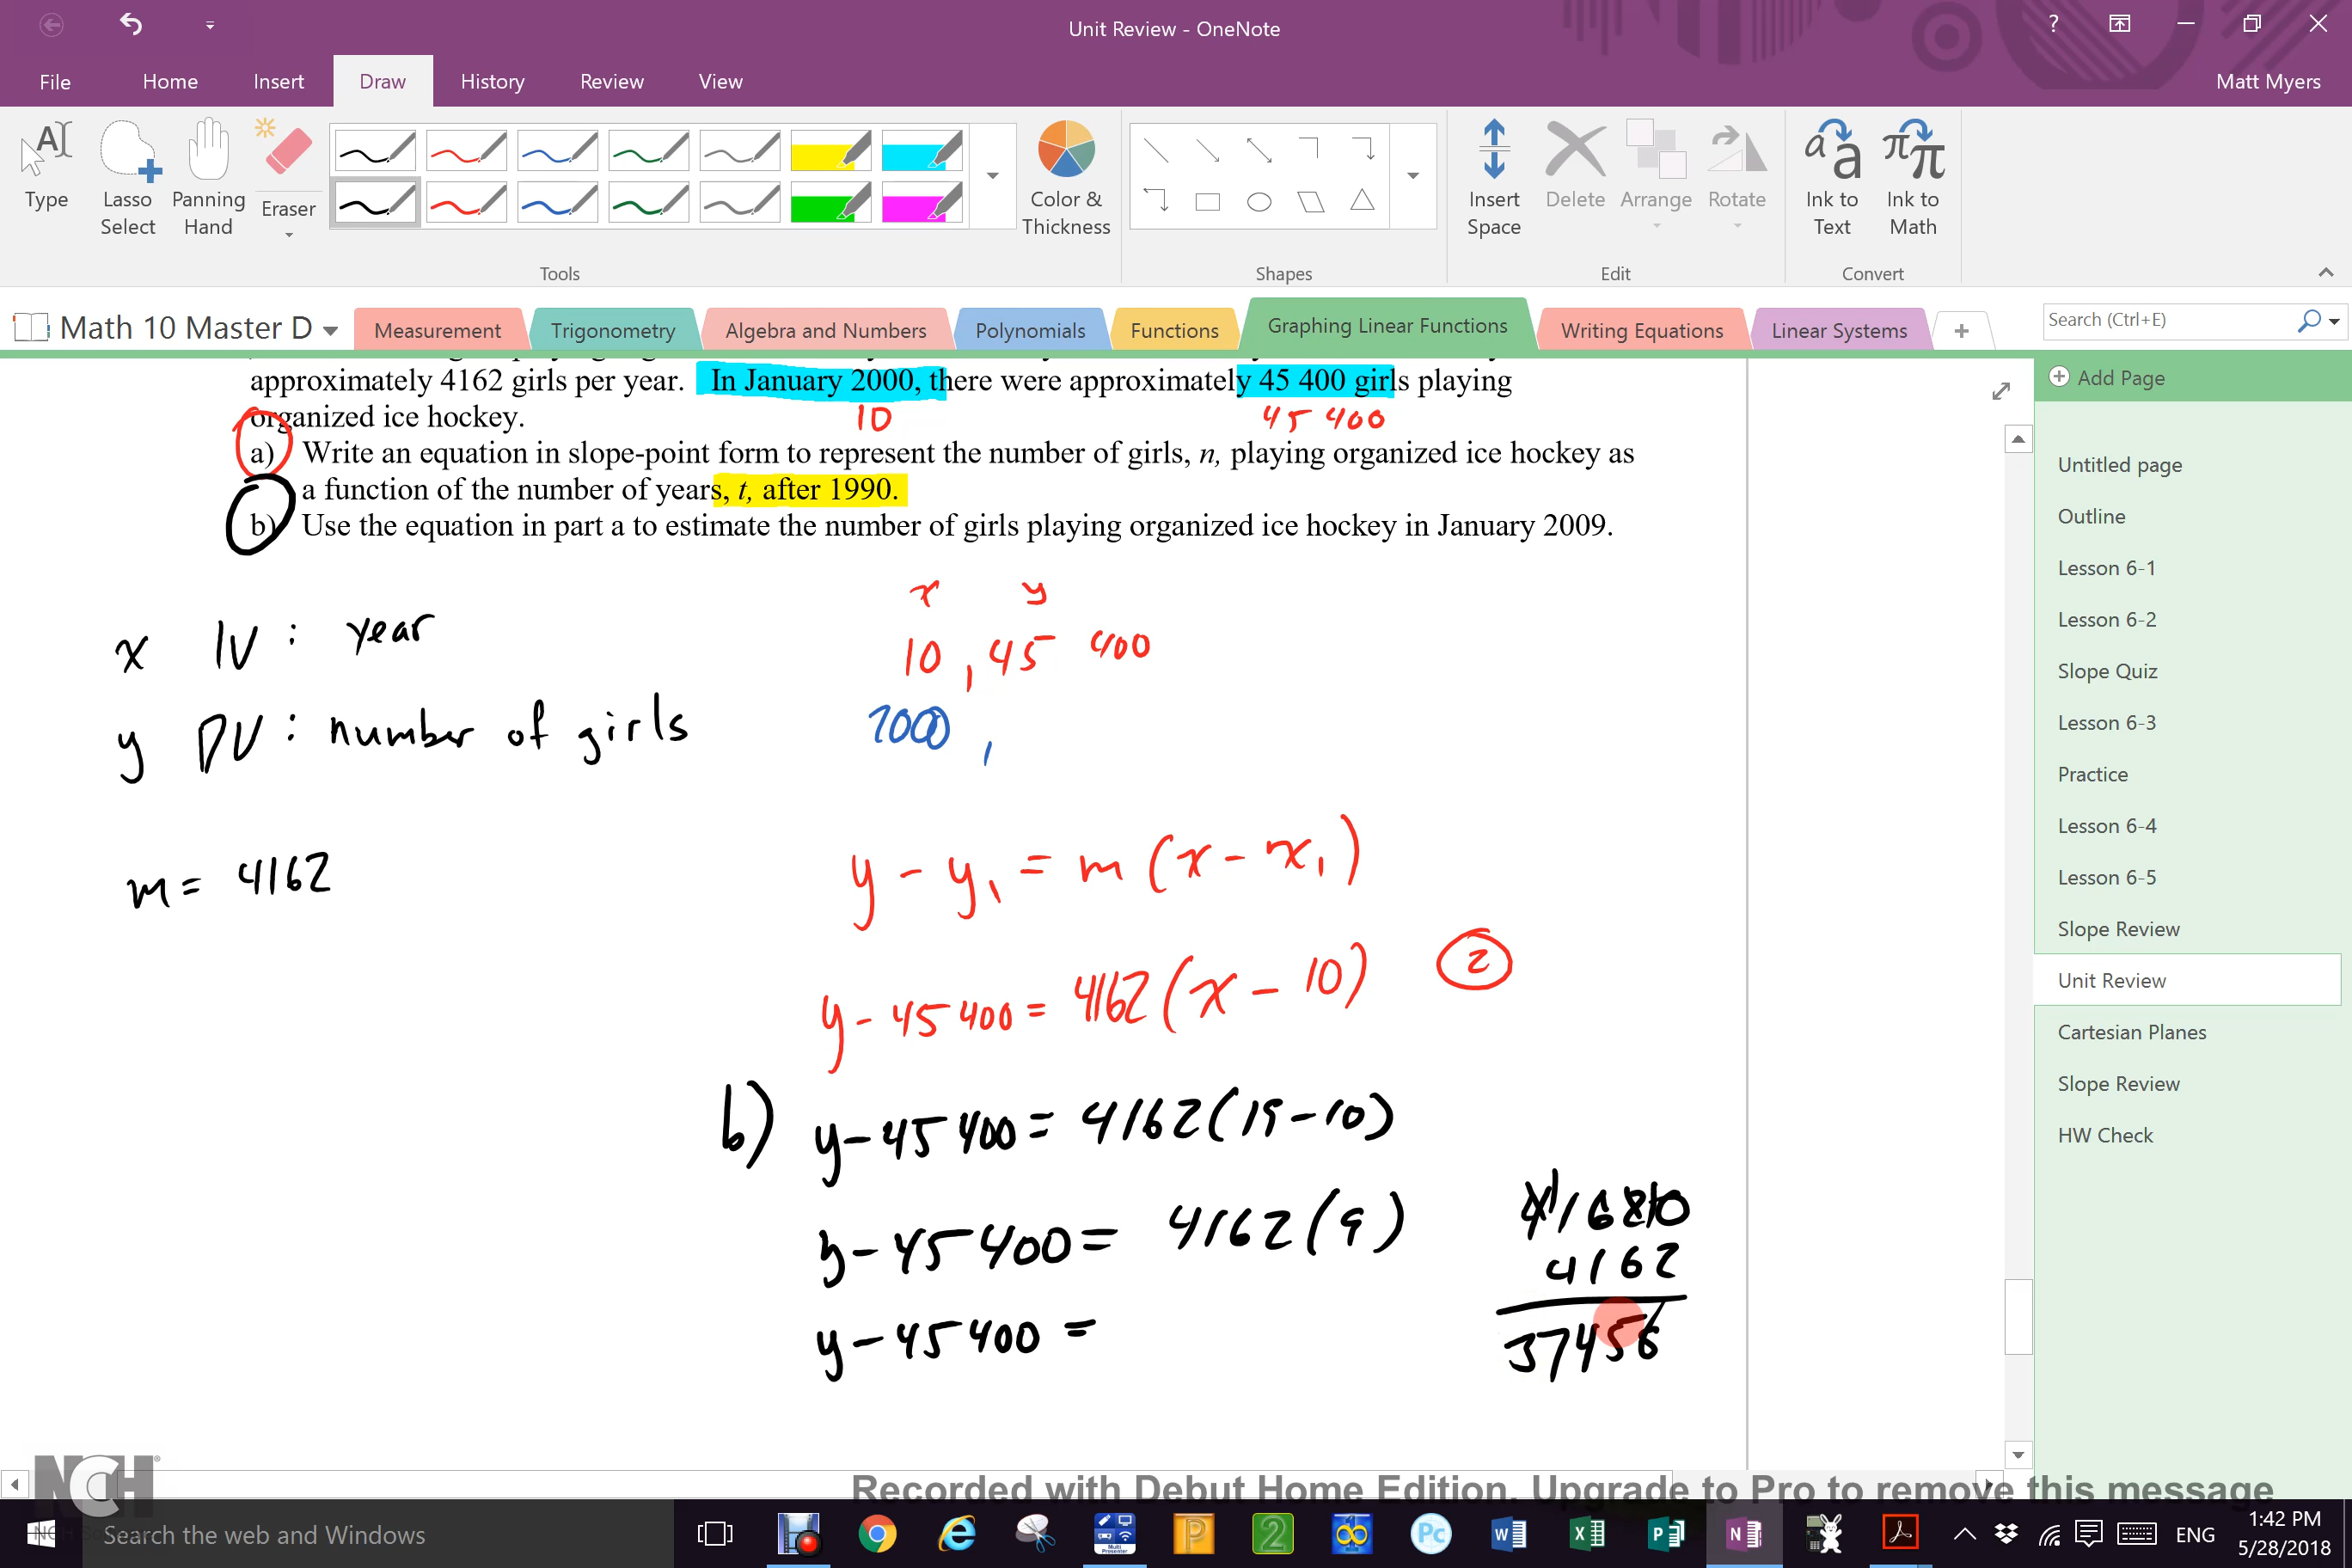 Unit Review - OneNote
?
File Home Insert Draw History Review View
Matt Myers
Type
Lasso Select
Panning Hand
Eraser
Color & Thickness
Insert Space
Delete
Arrange
Rotate
Ink to Text
Ink to Math
Tools
Shapes
Edit
Convert
Math 10 Master D
Measurement
Trigonometry
Algebra and Numbers
Polynomials
Functions
Graphing Linear Functions
Writing Equations
Linear Systems
+
Search (Ctrl+E)
approximately 4162 girls per year. In January 2000, there were approximately 45 400 girls playing
organized ice hockey.
10
45 400
a) Write an equation in slope-point form to represent the number of girls, n, playing organized ice hockey as
a function of the number of years, t, after 1990.
b) Use the equation in part a to estimate the number of girls playing organized ice hockey in January 2009.
x y
x IV : year
10 , 45 400
y DV : number of girls
2000 ,
m = 4162
y - y₁ = m (x - x₁)
y - 45 400 = 4162 (x - 10) 2
b) y - 45 400 = 4162 (19 - 10)
y - 45 400 = 4162 (9)
y - 45 400 =
4162
37456
Add Page
Untitled page
Outline
Lesson 6-1
Lesson 6-2
Slope Quiz
Lesson 6-3
Practice
Lesson 6-4
Lesson 6-5
Slope Review
Unit Review
Cartesian Planes
Slope Review
HW Check
NCH
Recorded with Debut Home Edition. Upgrade to Pro to remove this message
Search the web and Windows
ENG
1:42 PM
5/28/2018